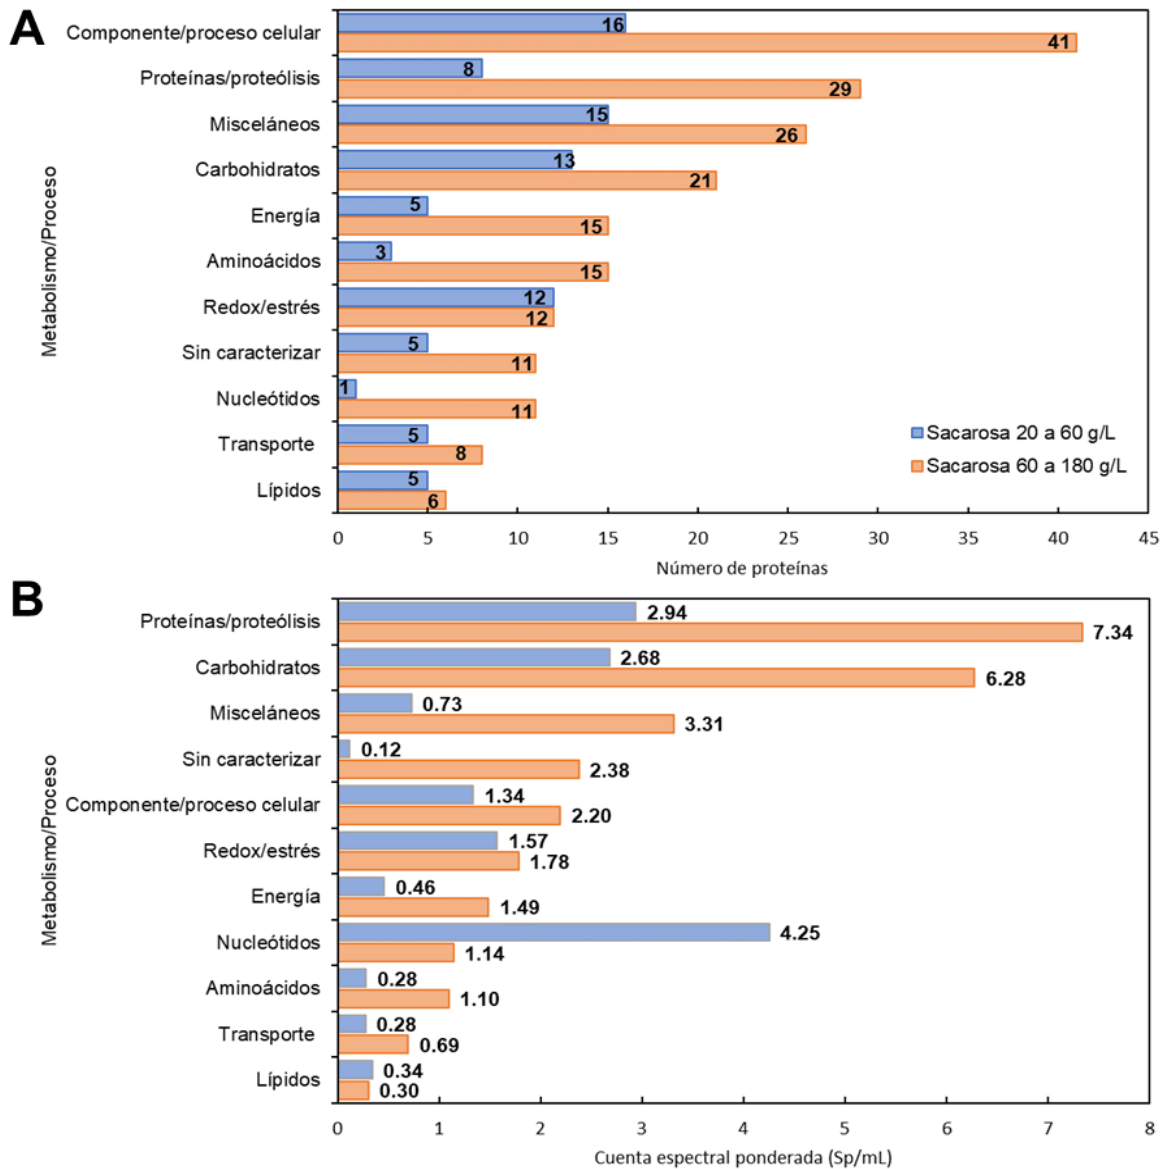 A
Metabolismo/Proceso
Componente/proceso celular
16
41
Proteínas/proteólisis
8
29
Misceláneos
15
26
Carbohidratos
13
21
Energía
5
15
Aminoácidos
3
15
Redox/estrés
12
12
Sin caracterizar
5
11
Nucleótidos
1
11
Transporte
5
8
Lípidos
5
6
Sacarosa 20 a 60 g/L
Sacarosa 60 a 180 g/L
0 5 10 15 20 25 30 35 40 45
Número de proteínas
B
Metabolismo/Proceso
Proteínas/proteólisis
2.94
7.34
Carbohidratos
2.68
6.28
Misceláneos
0.73
3.31
Sin caracterizar
0.12
2.38
Componente/proceso celular
1.34
2.20
Redox/estrés
1.57
1.78
Energía
0.46
1.49
Nucleótidos
4.25
1.14
Aminoácidos
0.28
1.10
Transporte
0.28
0.69
Lípidos
0.34
0.30
0 1 2 3 4 5 6 7 8
Cuenta espectral ponderada (Sp/mL)